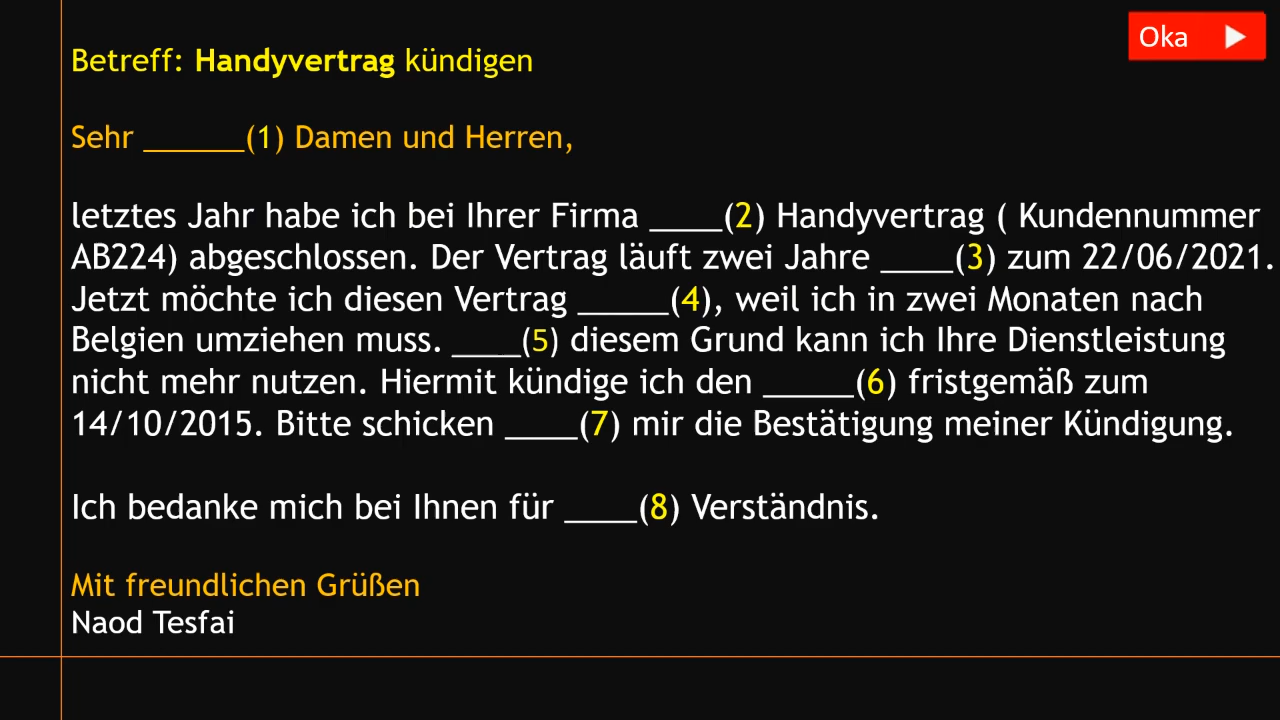 Oka
Betreff: Handyvertrag kündigen
Sehr ______(1) Damen und Herren,
letztes Jahr habe ich bei Ihrer Firma ____(2) Handyvertrag ( Kundennummer
AB224) abgeschlossen. Der Vertrag läuft zwei Jahre ____(3) zum 22/06/2021.
Jetzt möchte ich diesen Vertrag _____(4), weil ich in zwei Monaten nach
Belgien umziehen muss. ____(5) diesem Grund kann ich Ihre Dienstleistung
nicht mehr nutzen. Hiermit kündige ich den _____(6) fristgemäß zum
14/10/2015. Bitte schicken ____(7) mir die Bestätigung meiner Kündigung.
Ich bedanke mich bei Ihnen für ____(8) Verständnis.
Mit freundlichen Grüßen
Naod Tesfai